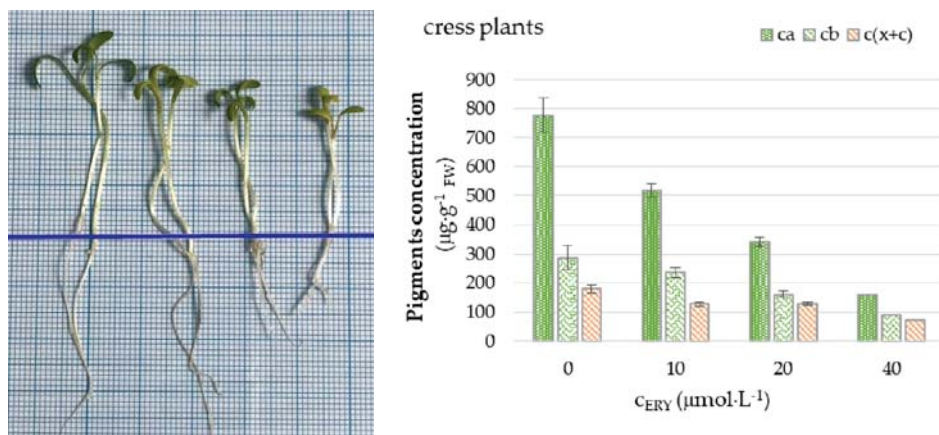 cress plants
ca cb c(x+c)
Pigments concentration
(µg·g⁻¹ FW)
900
800
700
600
500
400
300
200
100
0
0 10 20 40
cERY (µmol·L⁻¹)